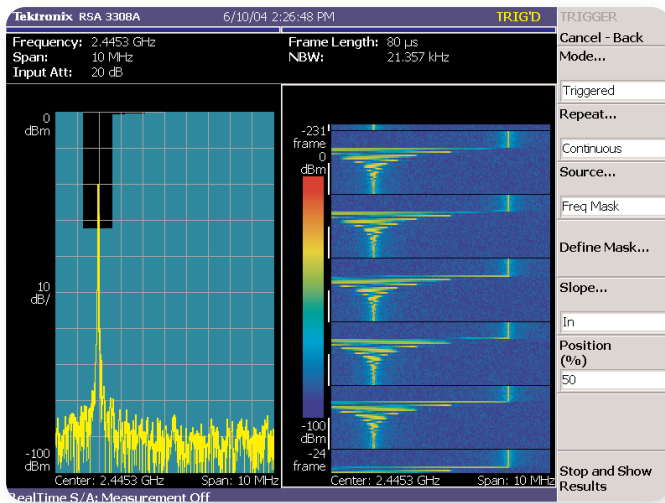 Tektronix RSA 3308A 6/10/04 2:26:48 PM TRIG'D
Frequency: 2.4453 GHz
Span: 10 MHz
Input Att: 20 dB
Frame Length: 80 µs
NBW: 21.357 kHz
0
dBm
10
dB/
-100
dBm
Center: 2.4453 GHz Span: 10 MHz
-231
frame
0
dBm
-100
dBm
-24
frame
Center: 2.4453 GHz Span: 10 MHz
RealTime S/A: Measurement Off
TRIGGER
Cancel - Back
Mode...
Triggered
Repeat...
Continuous
Source...
Freq Mask
Define Mask...
Slope...
In
Position
(%)
50
Stop and Show
Results